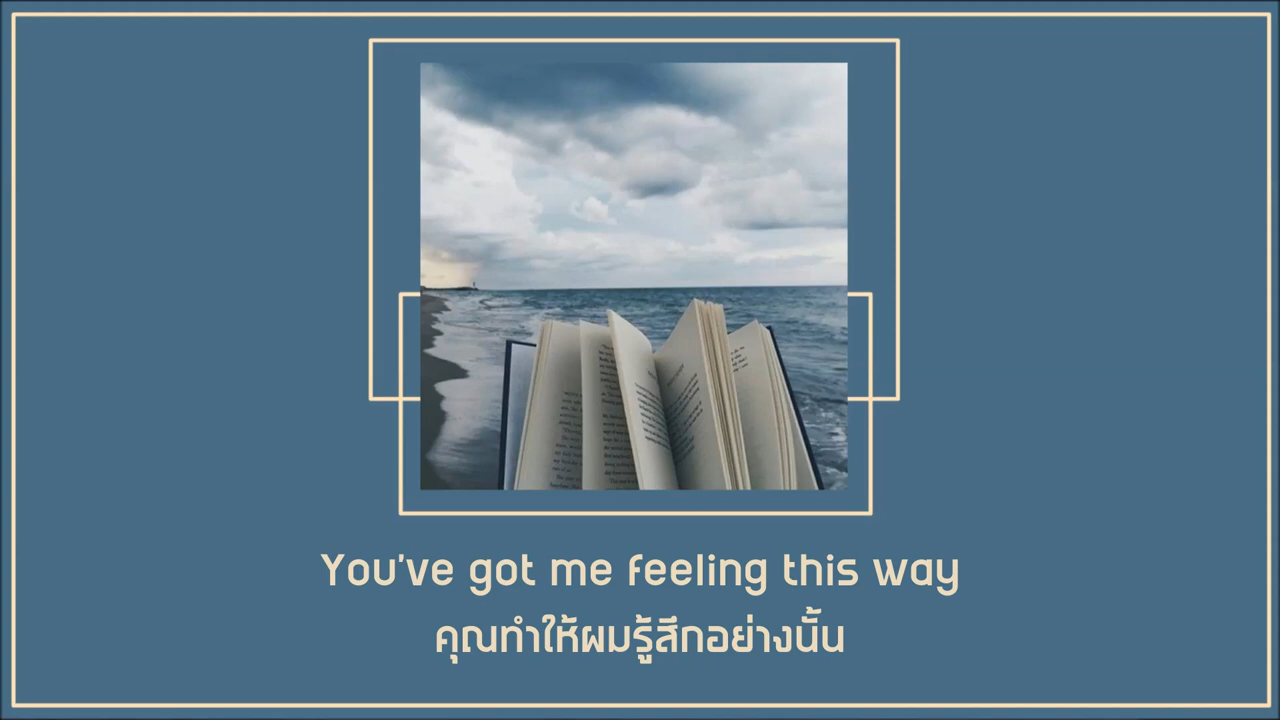 You've got me feeling this way
คุณทำให้ผมรู้สึกอย่างนั้น